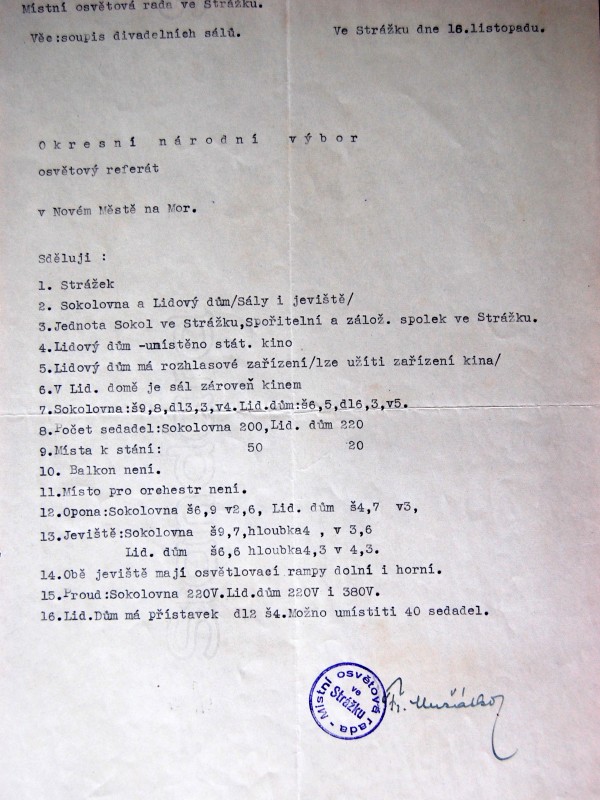 Místní osvětová rada ve Strážku.
Věc:soupis divadelních sálů.
Ve Strážku dne 16.listopadu.
Okresní národní výbor
osvětový referát
v Novém Městě na Mor.
Sděluji :
1. Strážek
2. Sokolovna a Lidový dům/Sály i jeviště/
3.Jednota Sokol ve Strážku,Spořitelní a zálož. spolek ve Strážku.
4.Lidový dům -umístěno stát. kino
5.Lidový dům má rozhlasové zařízení/lze užíti zařízení kina/
6.V Lid. domě je sál zároveň kinem
7.Sokolovna:š9,8,dl3,3,v4.Lid.dům:š6,5,dl6,3,v5.
8.Počet sedadel:Sokolovna 200,Lid. dům 220
9.Místa k stání: 50 20
10. Balkon není.
11.Místo pro orchestr není.
12.Opona:Sokolovna š6,9 v2,6, Lid. dům š4,7 v3,
13.Jeviště:Sokolovna š9,7,hloubka4 , v 3,6
Lid. dům š6,6 hloubka4,3 v 4,3.
14.Obě jeviště mají osvětlovací rampy dolní i horní.
15.Proud:Sokolovna 220V.Lid.dům 220V i 380V.
16.Lid.Dům má přístavek dl2 š4.Možno umístiti 40 sedadel.
Místní osvětová rada -
ve
Strážku
Fr.